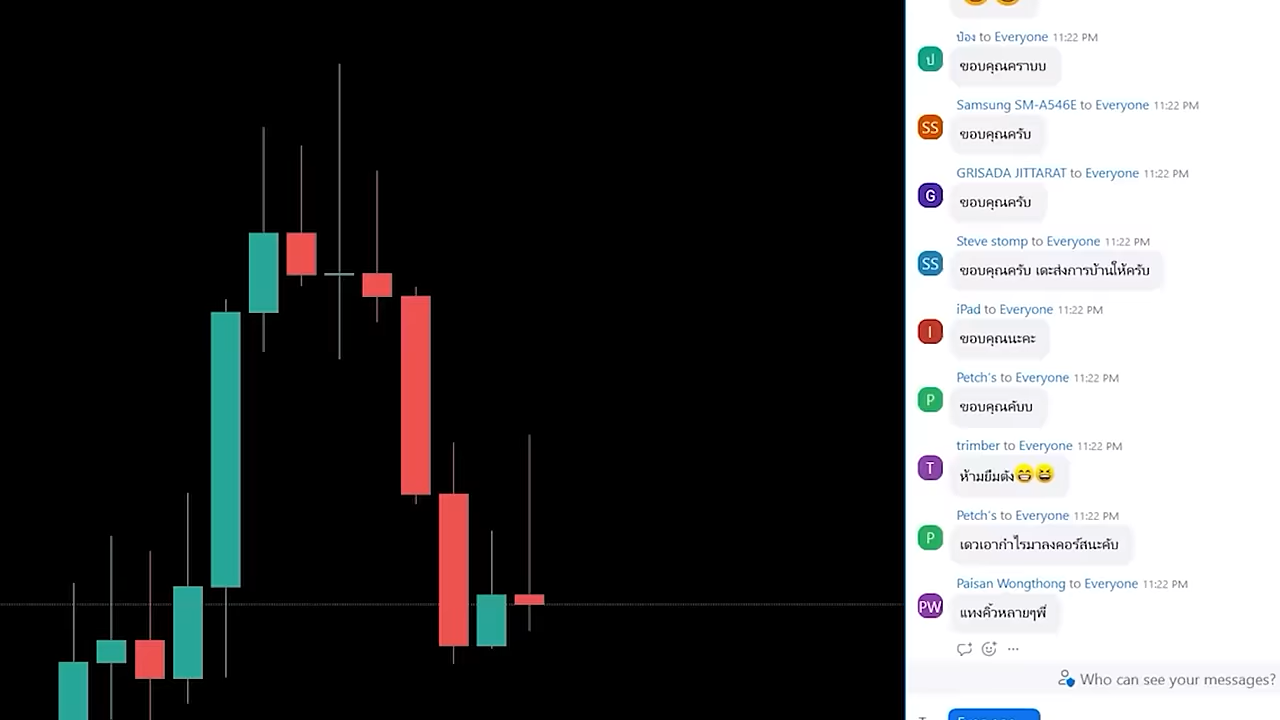 ป๋อง to Everyone 11:22 PM
ป
ขอบคุณคราบบ
Samsung SM-A546E to Everyone 11:22 PM
SS
ขอบคุณครับ
GRISADA JITTARAT to Everyone 11:22 PM
G
ขอบคุณครับ
Steve stomp to Everyone 11:22 PM
SS
ขอบคุณครับ เดะส่งการบ้านให้ครับ
iPad to Everyone 11:22 PM
I
ขอบคุณนะคะ
Petch's to Everyone 11:22 PM
P
ขอบคุณคับบ
trimber to Everyone 11:22 PM
T
ห้ามยืมตัง😁😆
Petch's to Everyone 11:22 PM
P
เดวเอากำไรมาลงคอร์สนะคับ
Paisan Wongthong to Everyone 11:22 PM
PW
แทงคิ้วหลายๆพี่
Who can see your messages?